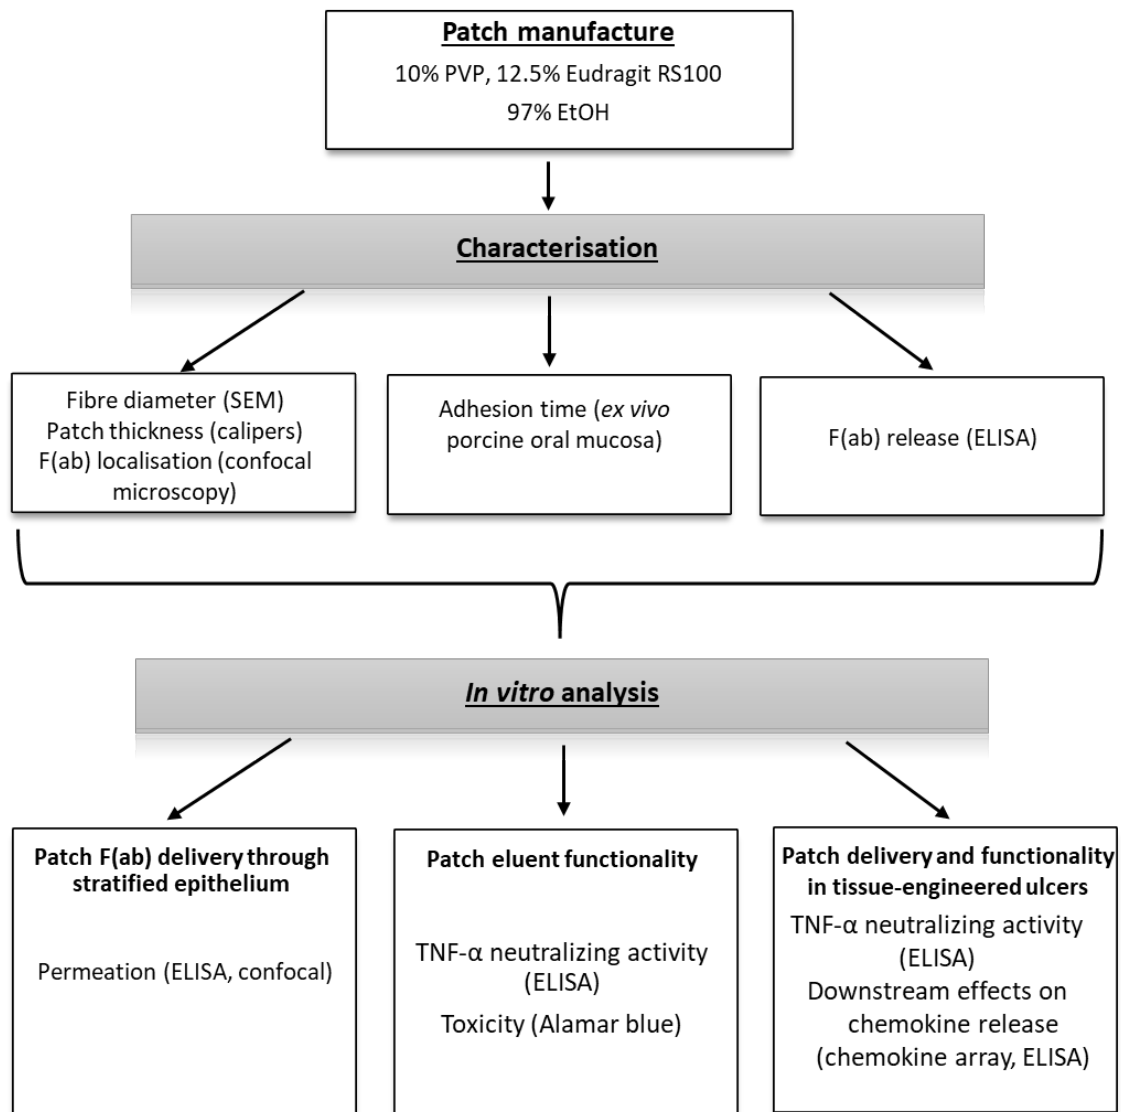 Patch manufacture
10% PVP, 12.5% Eudragit RS100
97% EtOH
Characterisation
Fibre diameter (SEM)
Patch thickness (calipers)
F(ab) localisation (confocal
microscopy)
Adhesion time (ex vivo
porcine oral mucosa)
F(ab) release (ELISA)
In vitro analysis
Patch F(ab) delivery through
stratified epithelium
Permeation (ELISA, confocal)
Patch eluent functionality
TNF-α neutralizing activity
(ELISA)
Toxicity (Alamar blue)
Patch delivery and functionality
in tissue-engineered ulcers
TNF-α neutralizing activity
(ELISA)
Downstream effects on
chemokine release
(chemokine array, ELISA)